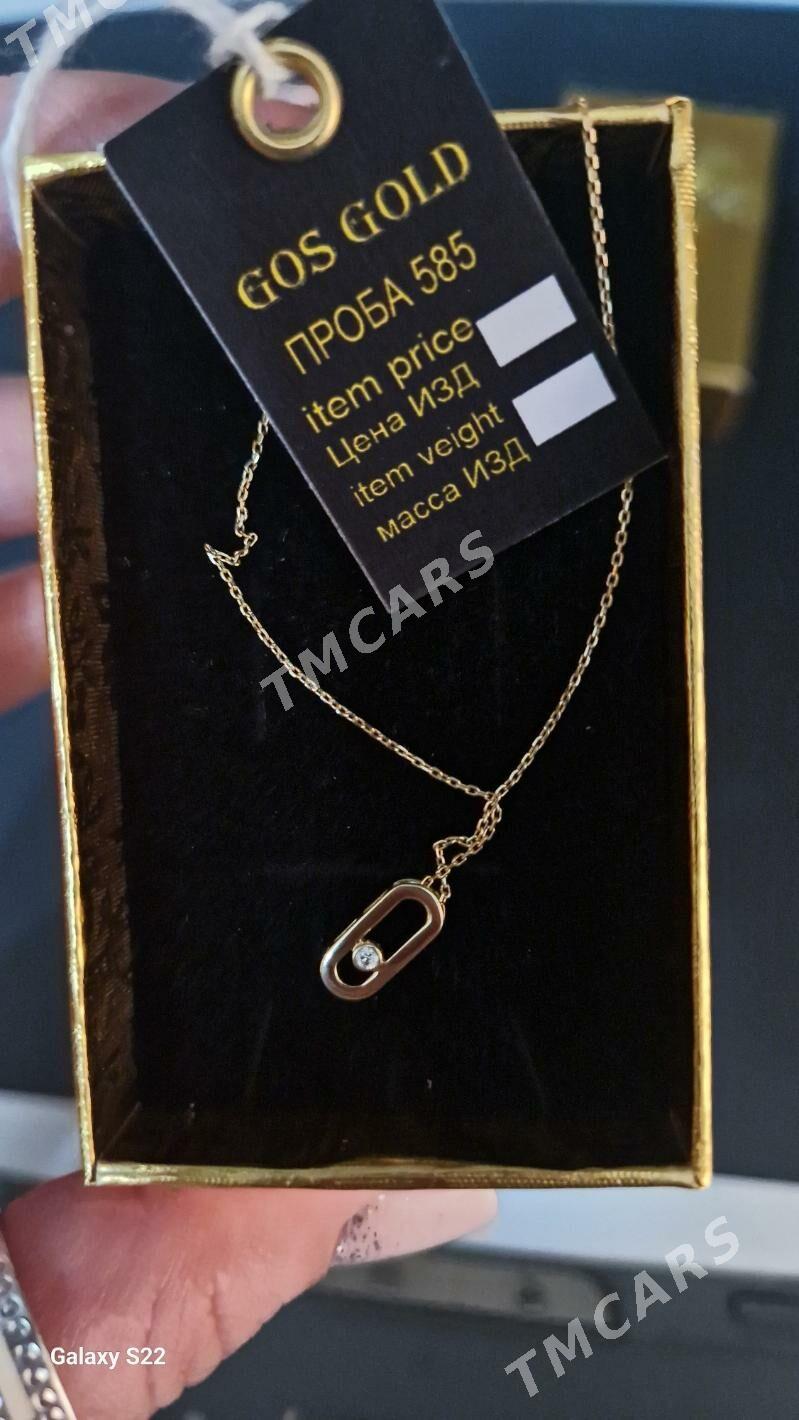 TMCARS
GOS GOLD
ПРОБА 585
item price
Цена ИЗД
item veight
масса ИЗД
TMCARS
TMCARS
Galaxy S22